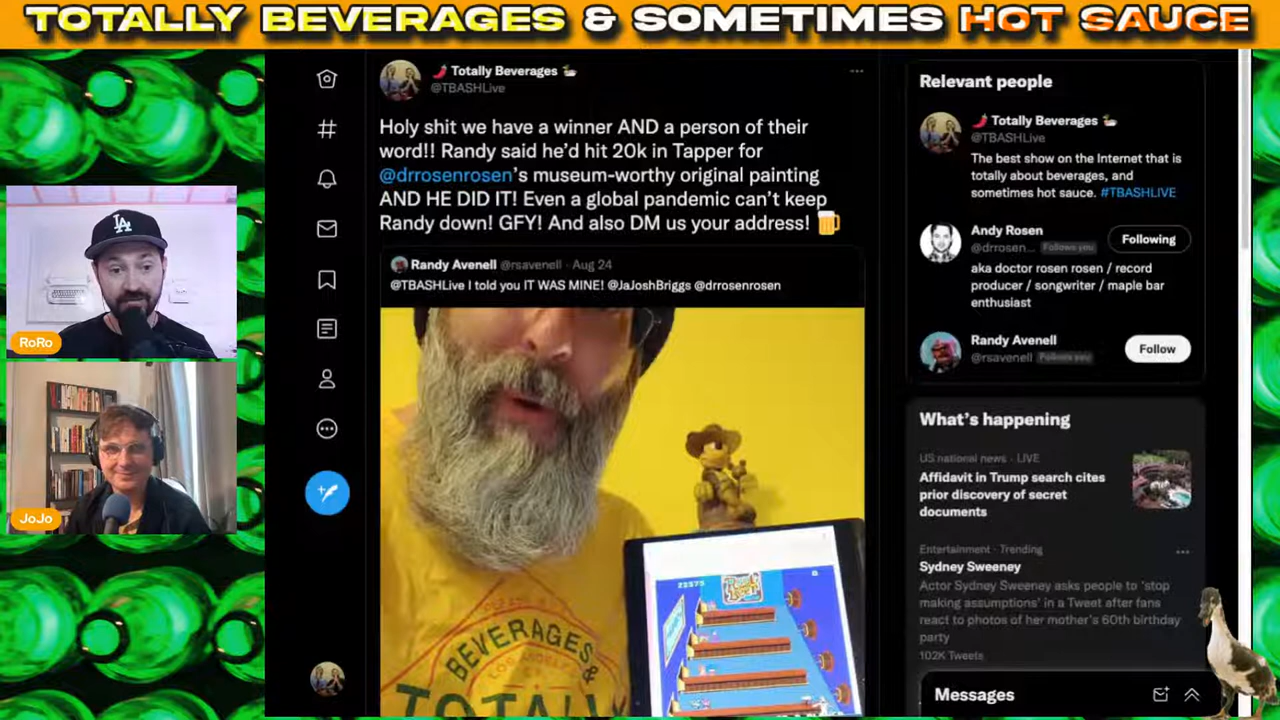 TOTALLY BEVERAGES & SOMETIMES HOT SAUCE
Totally Beverages
@TBASHLive
Holy shit we have a winner AND a person of their
word!! Randy said he'd hit 20k in Tapper for
@drrosenrosen's museum-worthy original painting
AND HE DID IT! Even a global pandemic can't keep
Randy down! GFY! And also DM us your address!
Randy Avenell @rsavenell · Aug 24
@TBASHLive I told you IT WAS MINE! @JaJoshBriggs @drrosenrosen
22575
BEVERAGES &
TOTALLY
RoRo
JoJo
LA
Relevant people
Totally Beverages
@TBASHLive
The best show on the Internet that is
totally about beverages, and
sometimes hot sauce. #TBASHLIVE
Andy Rosen
@drrosen... Follows you
Following
aka doctor rosen rosen / record
producer / songwriter / maple bar
enthusiast
Randy Avenell
@rsavenell Follows you
Follow
What's happening
US national news · LIVE
Affidavit in Trump search cites
prior discovery of secret
documents
Entertainment · Trending
Sydney Sweeney
Actor Sydney Sweeney asks people to 'stop
making assumptions' in a Tweet after fans
react to photos of her mother's 60th birthday
party
102K Tweets
Messages